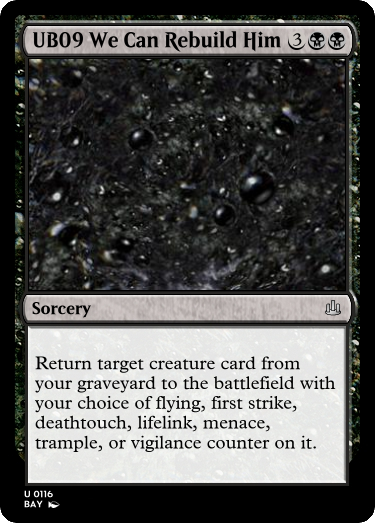 UB09 We Can Rebuild Him 3
Sorcery
Return target creature card from
your graveyard to the battlefield with
your choice of flying, first strike,
deathtouch, lifelink, menace,
trample, or vigilance counter on it.
U 0116
BAY